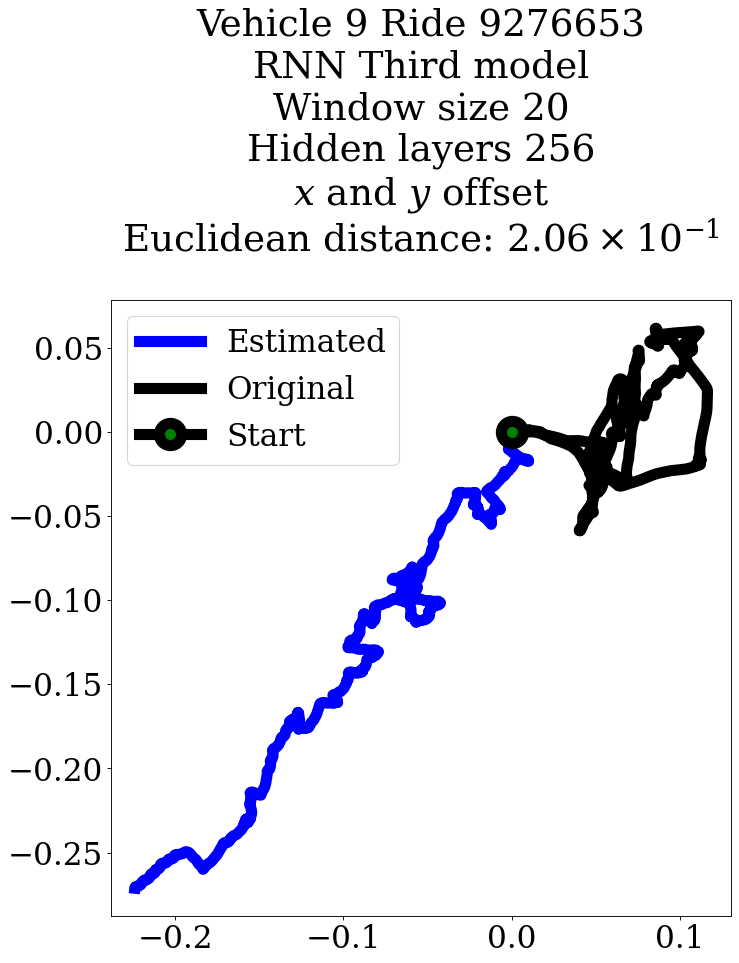 Vehicle 9 Ride 9276653
RNN Third model
Window size 20
Hidden layers 256
x and y offset
Euclidean distance: 2.06 × 10⁻¹
Estimated
Original
Start
0.05
0.00
−0.05
−0.10
−0.15
−0.20
−0.25
−0.2 −0.1 0.0 0.1